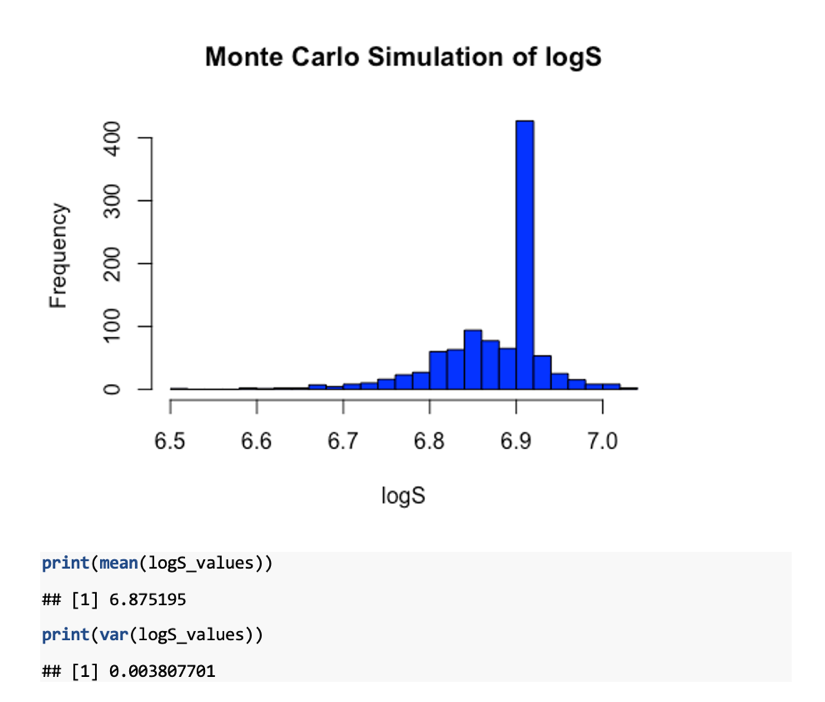 Monte Carlo Simulation of logS
Frequency
400
300
200
100
0
6.5 6.6 6.7 6.8 6.9 7.0
logS
print(mean(logS_values))
## [1] 6.875195
print(var(logS_values))
## [1] 0.003807701